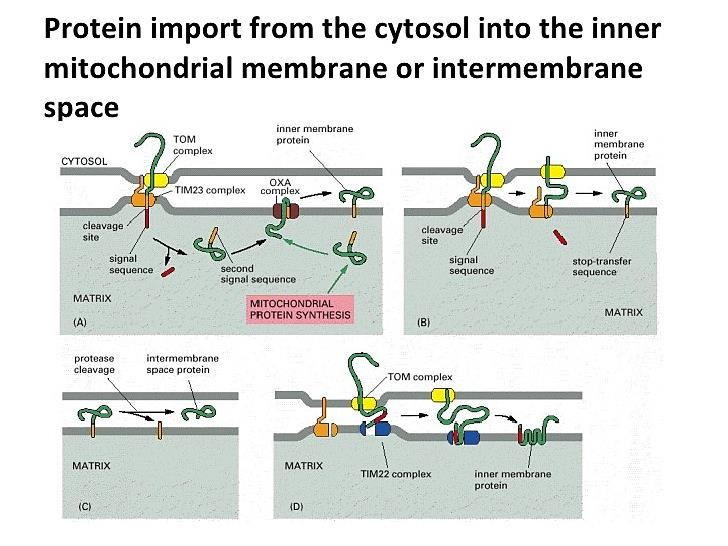 Protein import from the cytosol into the inner
mitochondrial membrane or intermembrane
space
CYTOSOL
TOM
complex
inner membrane
protein
TIM23 complex
OXA
complex
cleavage
site
signal
sequence
second
signal sequence
MATRIX
MITOCHONDRIAL
PROTEIN SYNTHESIS
(A)
inner
membrane
protein
cleavage
site
signal
sequence
stop-transfer
sequence
MATRIX
(B)
protease
cleavage
intermembrane
space protein
MATRIX
(C)
TOM complex
MATRIX
TIM22 complex
inner membrane
protein
(D)